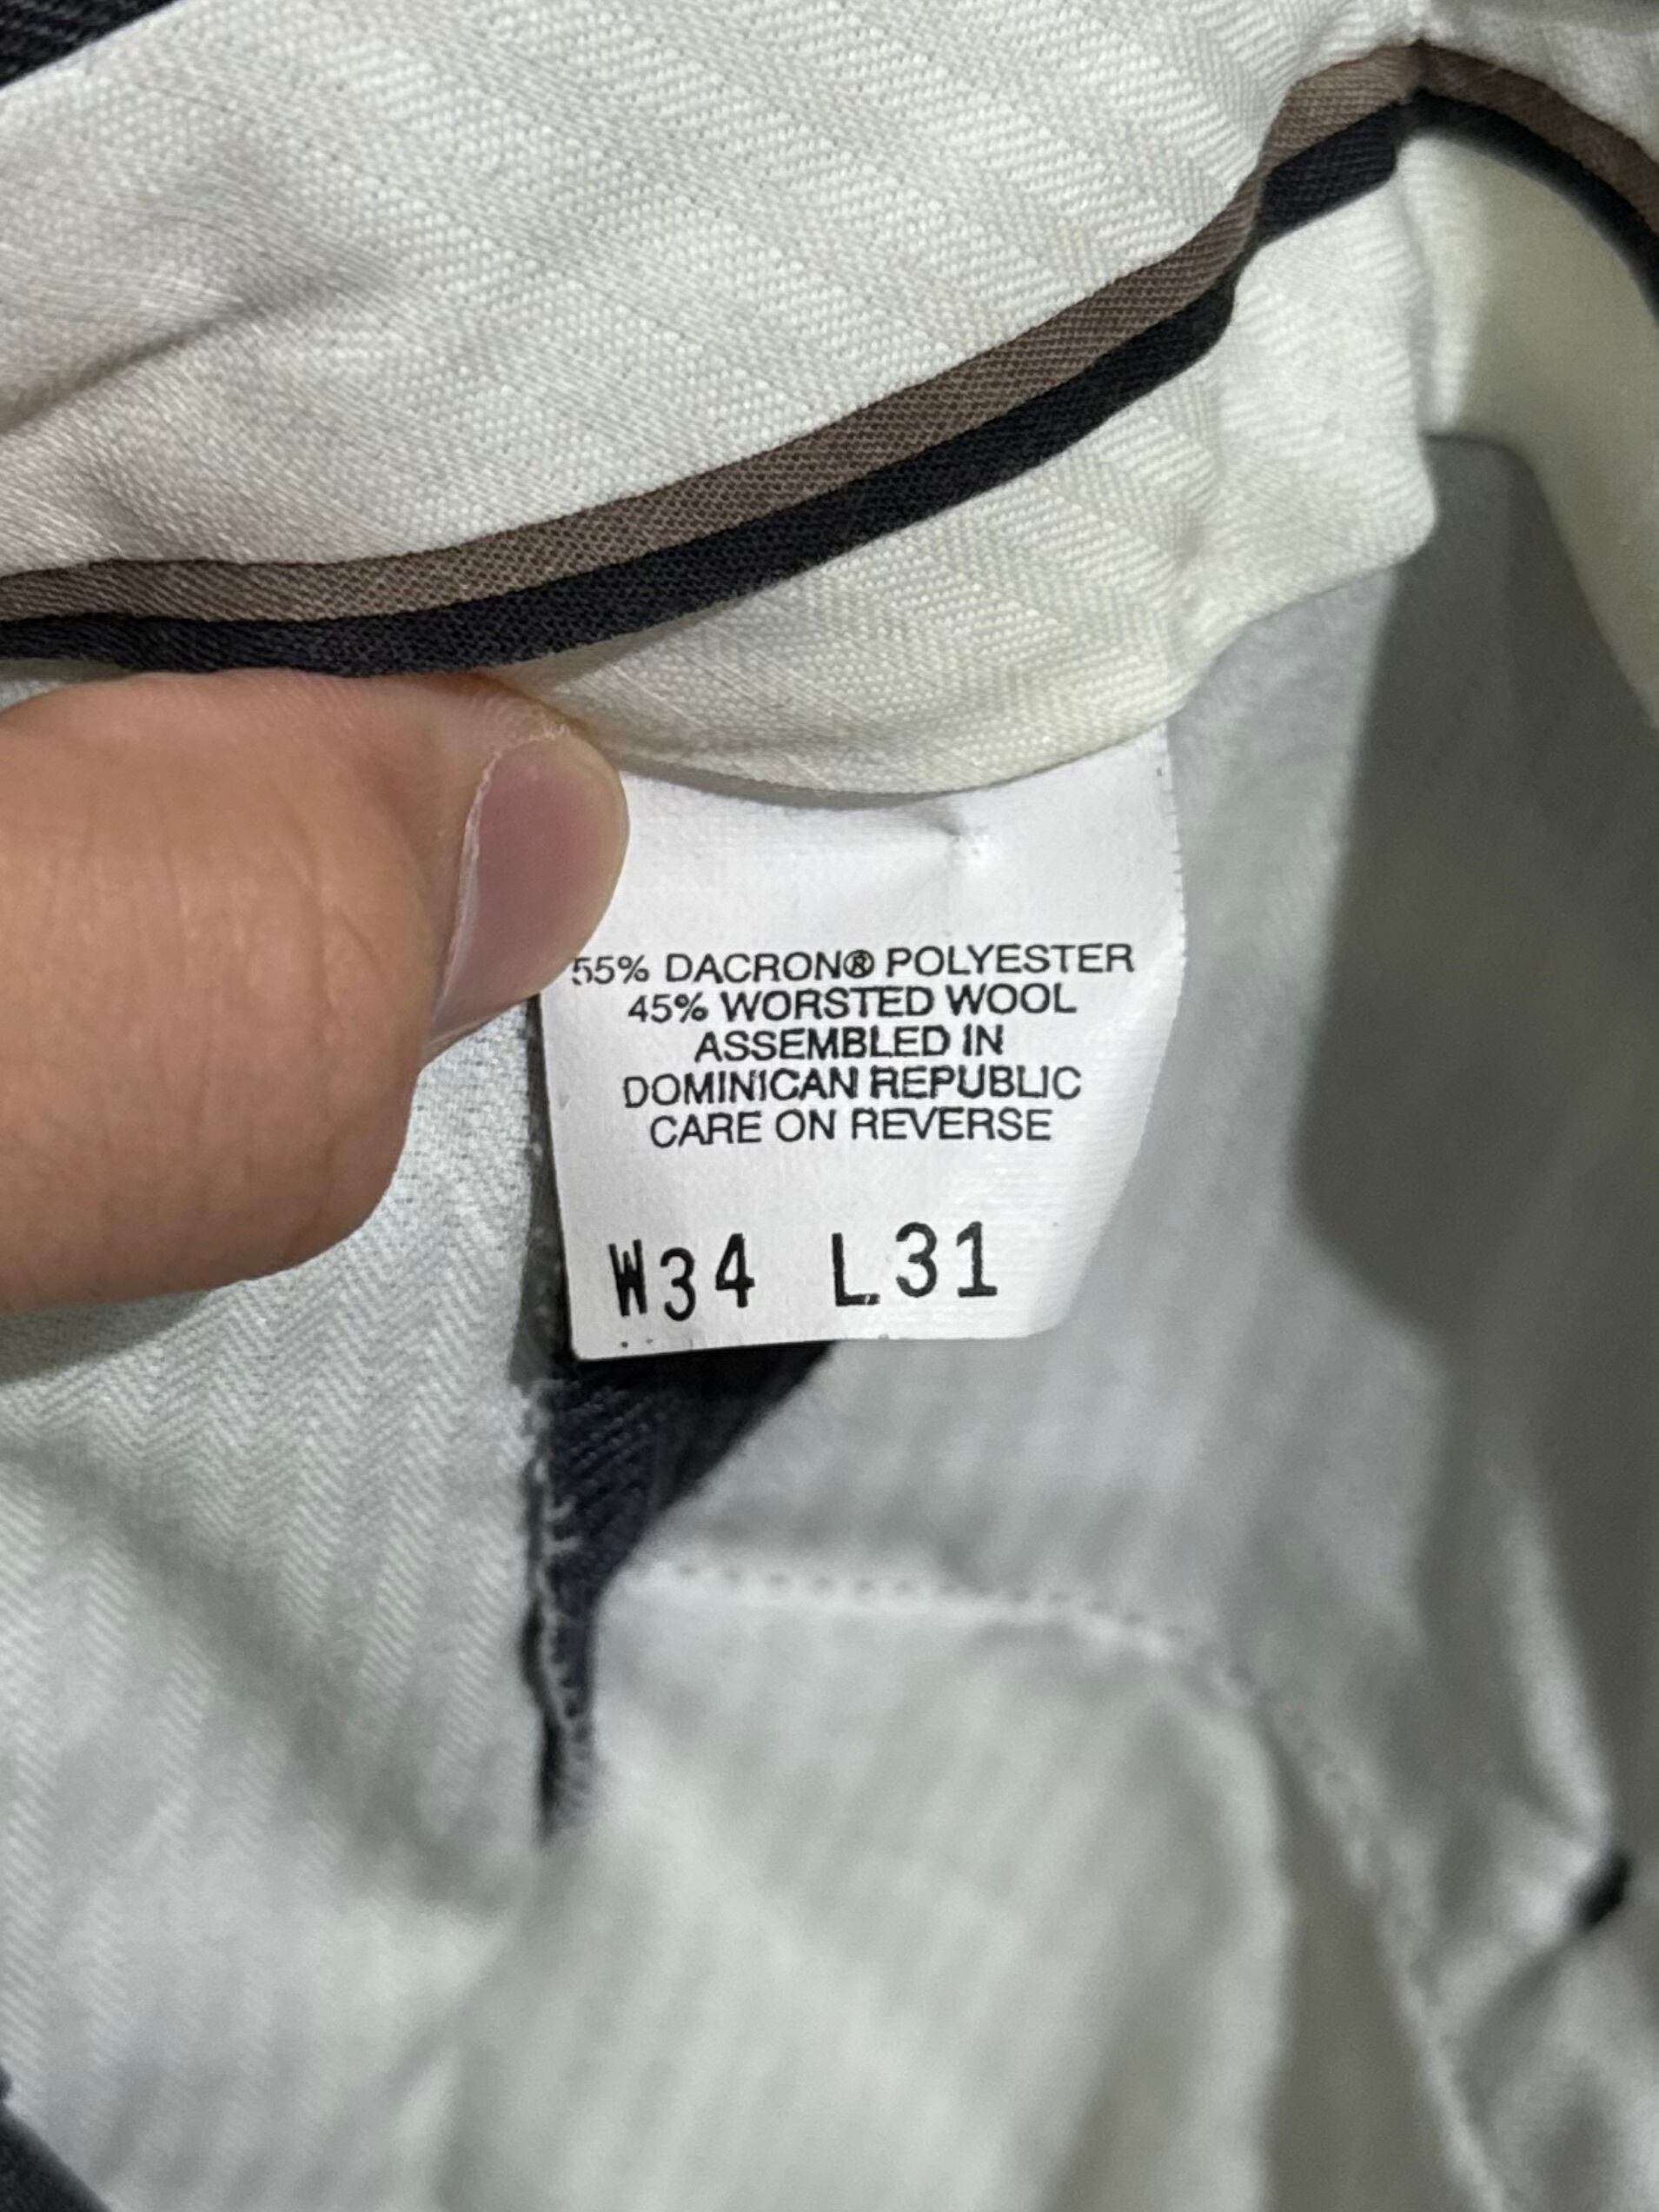 55% DACRON® POLYESTER
45% WORSTED WOOL
ASSEMBLED IN
DOMINICAN REPUBLIC
CARE ON REVERSE
W34 L31